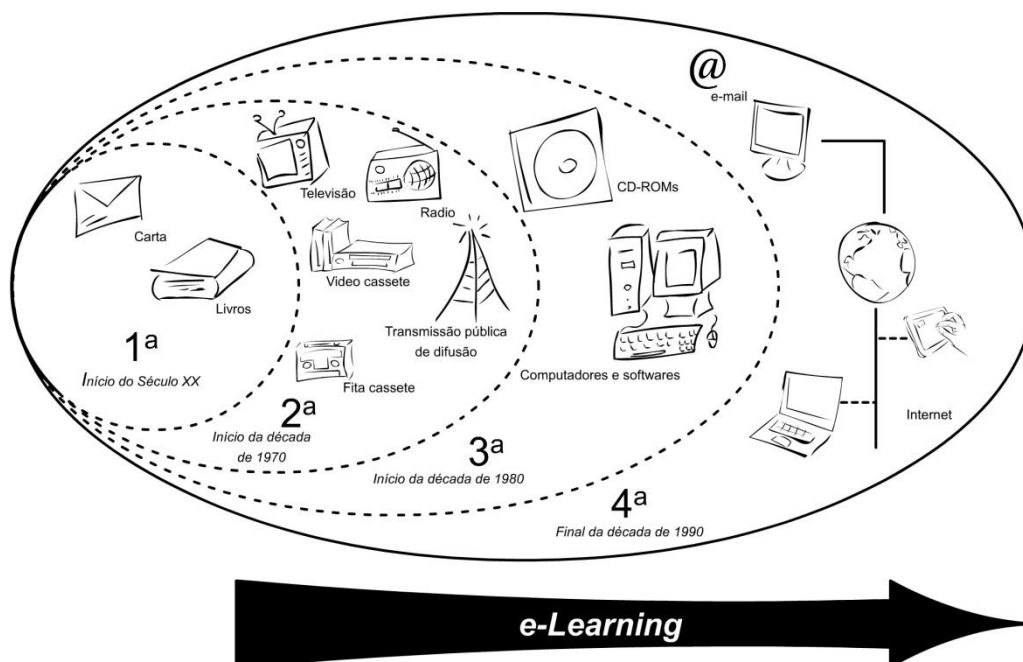 @
e-mail
Televisão
Radio
CD-ROMs
Carta
Livros
Video cassete
Transmissão pública
de difusão
1ª
Início do Século XX
Fita cassete
Computadores e softwares
2ª
Início da década
de 1970
Internet
3ª
Início da década de 1980
4ª
Final da década de 1990
e-Learning